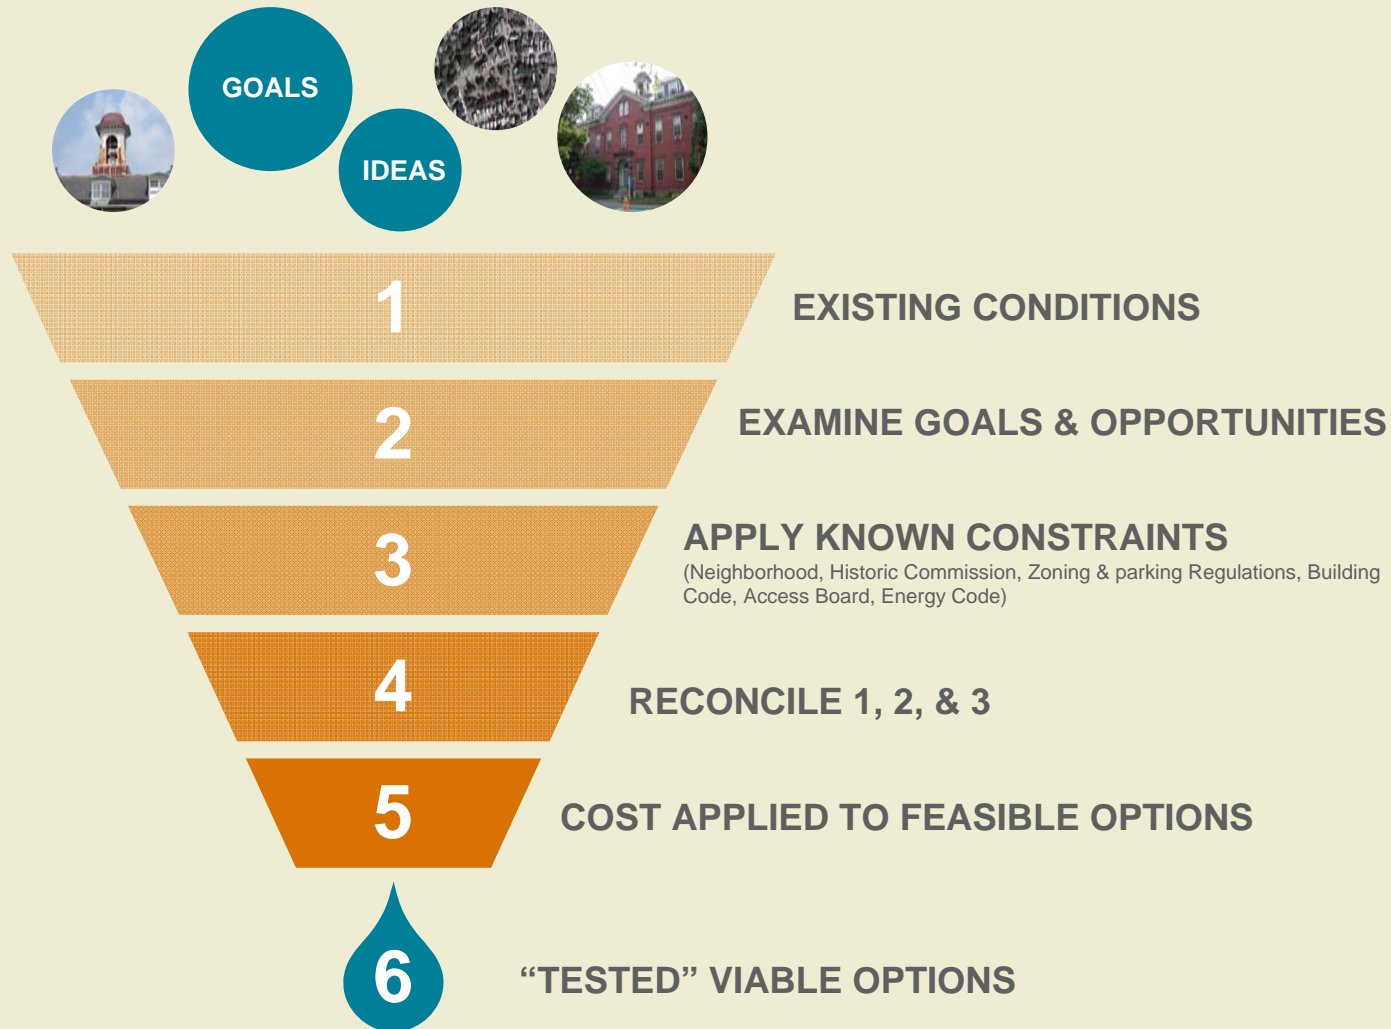 GOALS
IDEAS
1
EXISTING CONDITIONS
2
EXAMINE GOALS & OPPORTUNITIES
3
APPLY KNOWN CONSTRAINTS
(Neighborhood, Historic Commission, Zoning & parking Regulations, Building
Code, Access Board, Energy Code)
4
RECONCILE 1, 2, & 3
5
COST APPLIED TO FEASIBLE OPTIONS
6
“TESTED” VIABLE OPTIONS